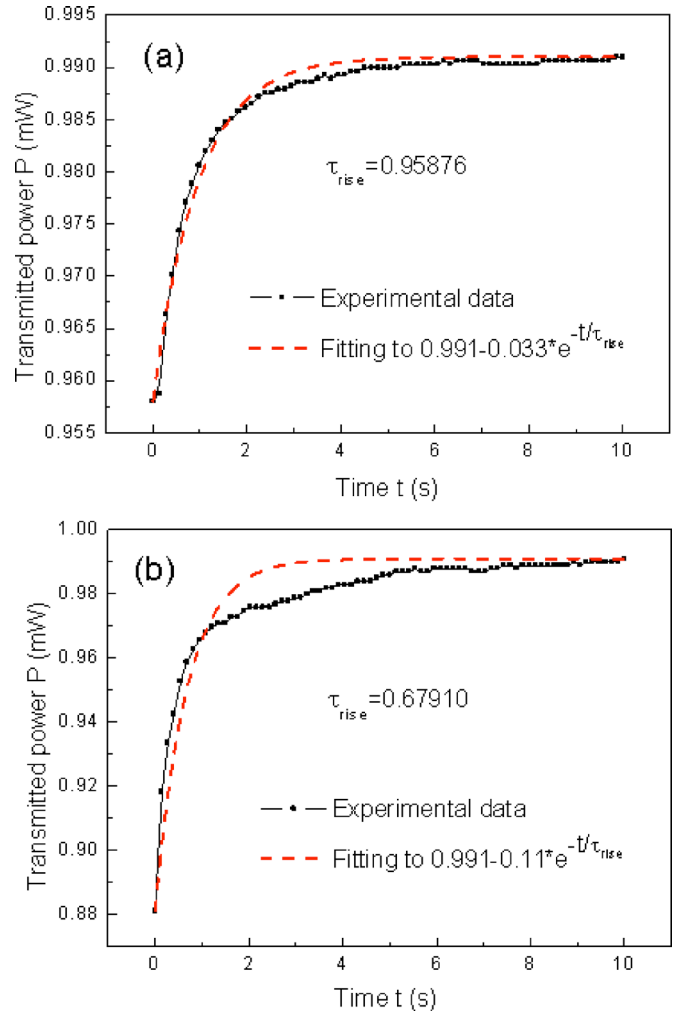 (a)
Transmitted power P (mW)
0.995
0.990
0.985
0.980
0.975
0.970
0.965
0.960
0.955
τrise=0.95876
Experimental data
Fitting to 0.991-0.033*e^-t/τrise
0 2 4 6 8 10
Time t (s)
(b)
Transmitted power P (mW)
1.00
0.98
0.96
0.94
0.92
0.90
0.88
τrise=0.67910
Experimental data
Fitting to 0.991-0.11*e^-t/τrise
0 2 4 6 8 10
Time t (s)